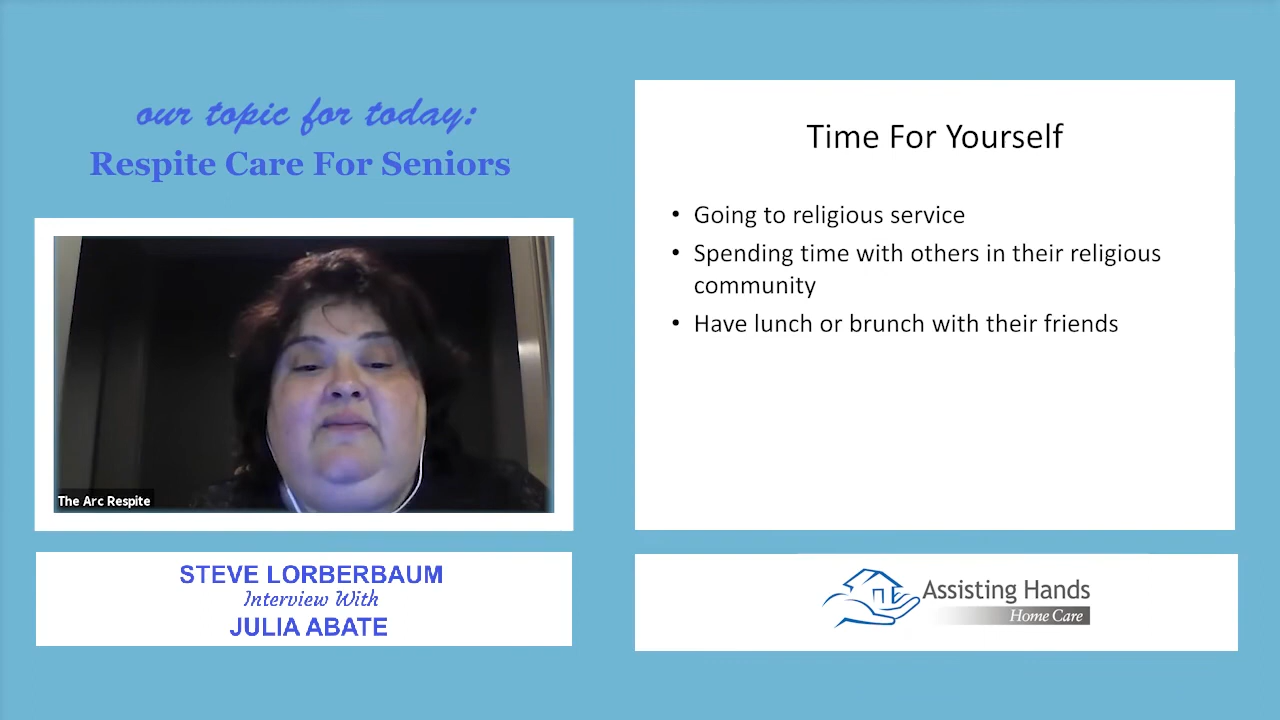 our topic for today:
Respite Care For Seniors
The Arc Respite
STEVE LORBERBAUM
Interview With
JULIA ABATE
Time For Yourself
• Going to religious service
• Spending time with others in their religious
community
• Have lunch or brunch with their friends
Assisting Hands
Home Care